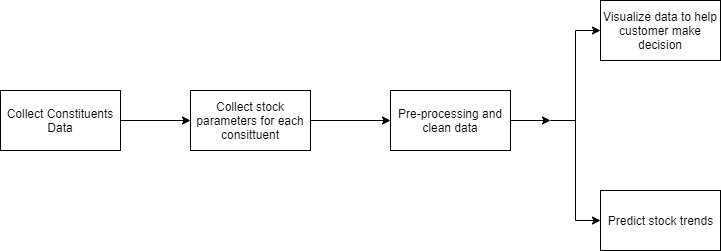 Collect Constituents
Data
Collect stock
parameters for each
consittuent
Pre-processing and
clean data
Visualize data to help
customer make
decision
Predict stock trends